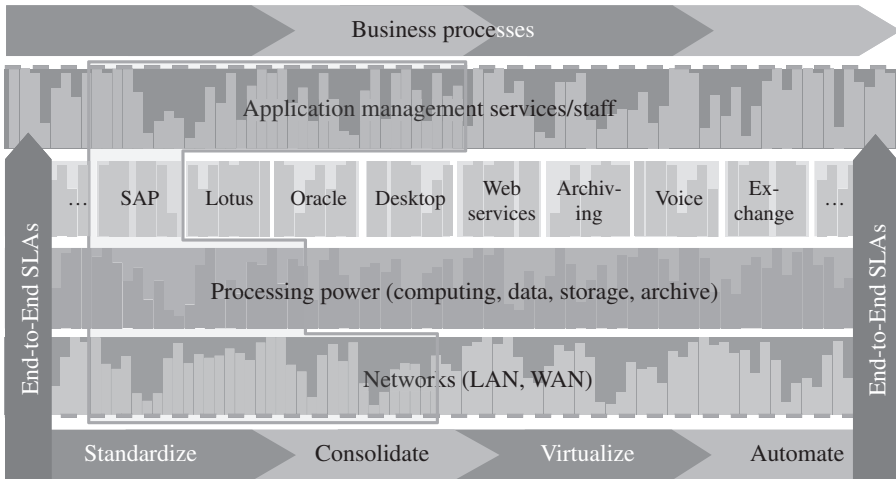 Business processes
Application management services/staff
…
SAP
Lotus
Oracle
Desktop
Web
services
Archiv-
ing
Voice
Ex-
change
…
Processing power (computing, data, storage, archive)
Networks (LAN, WAN)
End-to-End SLAs
End-to-End SLAs
Standardize
Consolidate
Virtualize
Automate